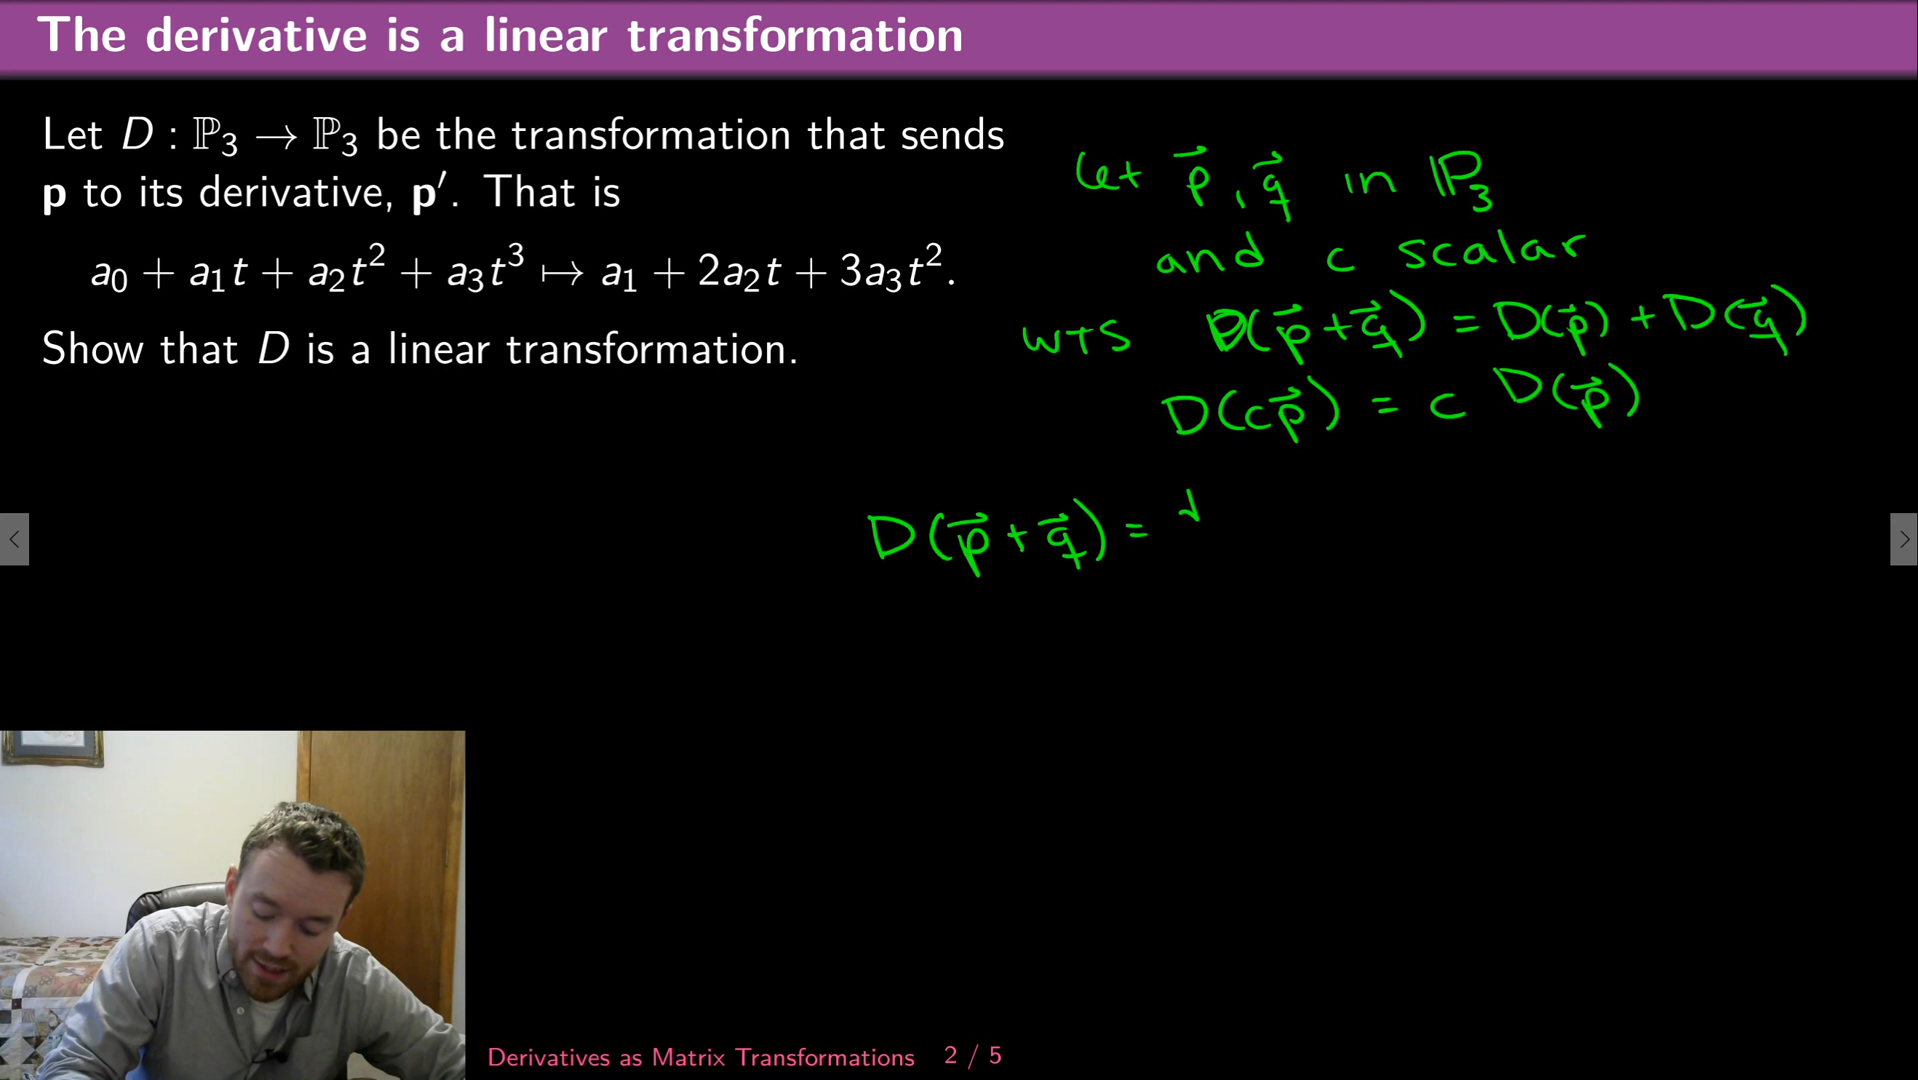 The derivative is a linear transformation
Let D : ℙ₃ → ℙ₃ be the transformation that sends
p to its derivative, p′. That is
a₀ + a₁t + a₂t² + a₃t³ ↦ a₁ + 2a₂t + 3a₃t².
Show that D is a linear transformation.
Let p⃗, q⃗ in ℙ₃
and c scalar
WTS D(p⃗ + q⃗) = D(p⃗) + D(q⃗)
D(cp⃗) = c D(p⃗)
D(p⃗ + q⃗) =
Derivatives as Matrix Transformations 2 / 5